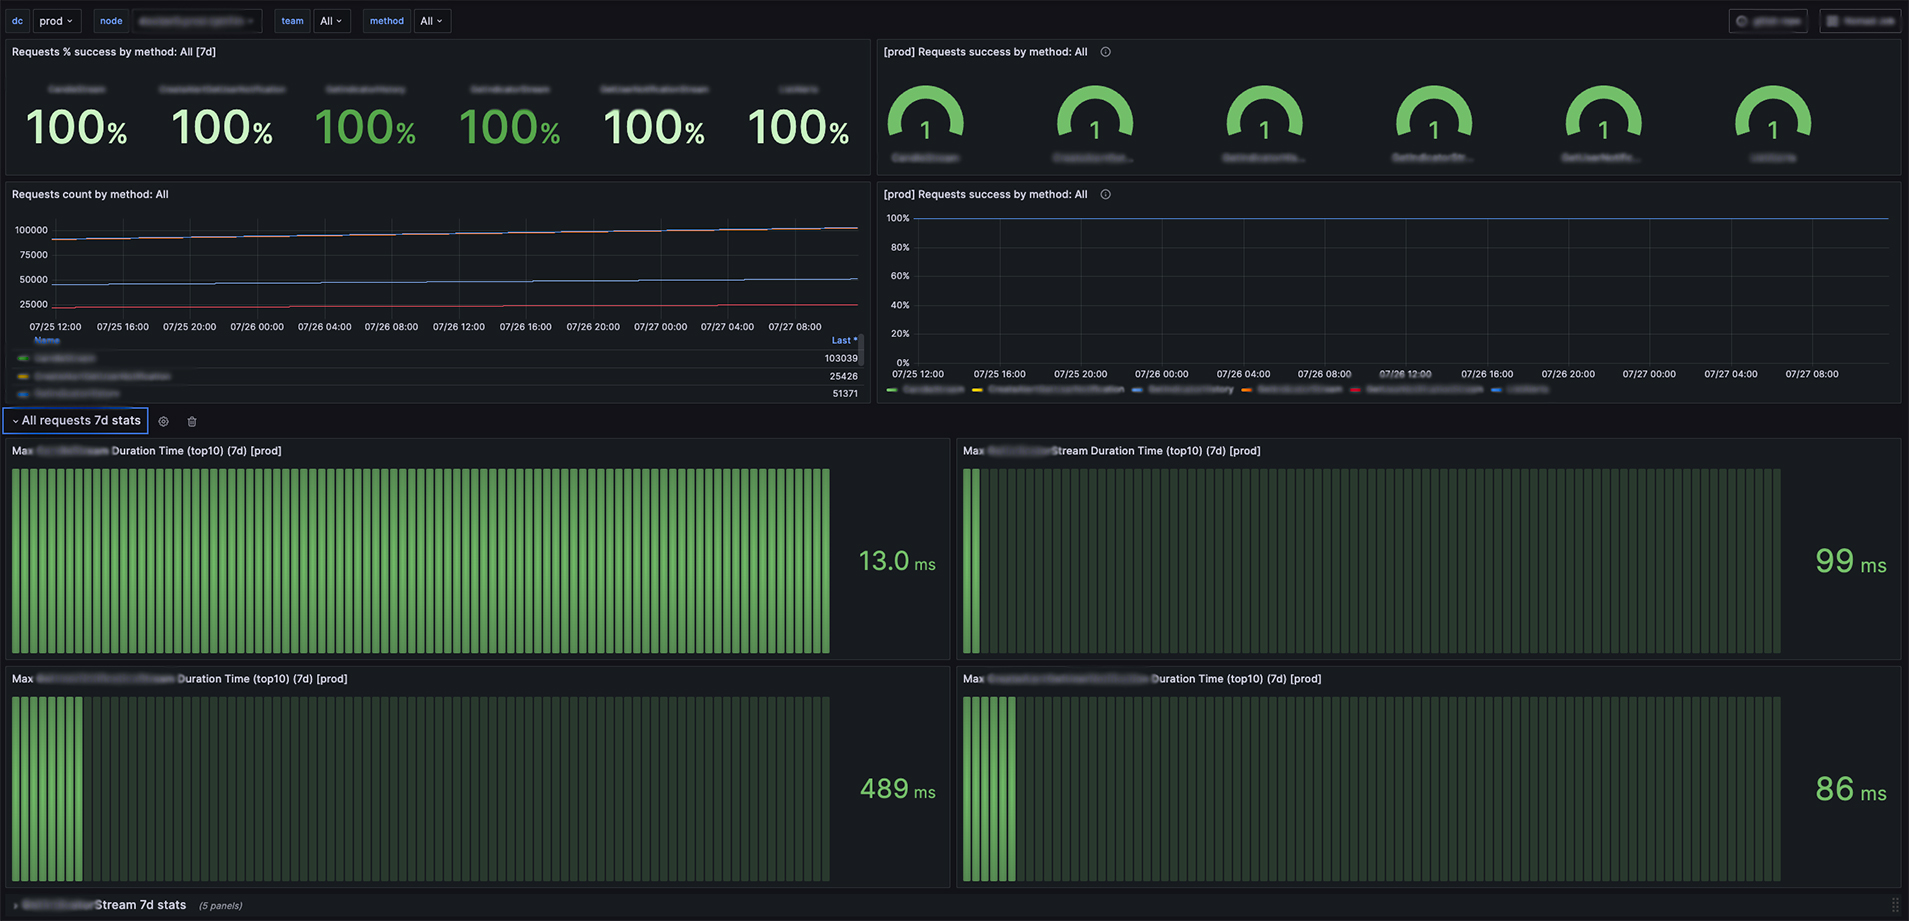 dc prod node team All method All
Requests % success by method: All [7d]
100% 100% 100% 100% 100% 100%
[prod] Requests success by method: All
1 1 1 1 1 1
Requests count by method: All
100000
75000
50000
25000
07/25 12:00 07/25 16:00 07/25 20:00 07/26 00:00 07/26 04:00 07/26 08:00 07/26 12:00 07/26 16:00 07/26 20:00 07/27 00:00 07/27 04:00 07/27 08:00
Name Last *
103039
25426
51371
[prod] Requests success by method: All
100%
80%
60%
40%
20%
0%
07/25 12:00 07/25 16:00 07/25 20:00 07/26 00:00 07/26 04:00 07/26 08:00 07/26 12:00 07/26 16:00 07/26 20:00 07/27 00:00 07/27 04:00 07/27 08:00
All requests 7d stats
Max Duration Time (top10) (7d) [prod]
13.0 ms
Max Stream Duration Time (top10) (7d) [prod]
99 ms
Max Duration Time (top10) (7d) [prod]
489 ms
Max Duration Time (top10) (7d) [prod]
86 ms
Stream 7d stats (5 panels)